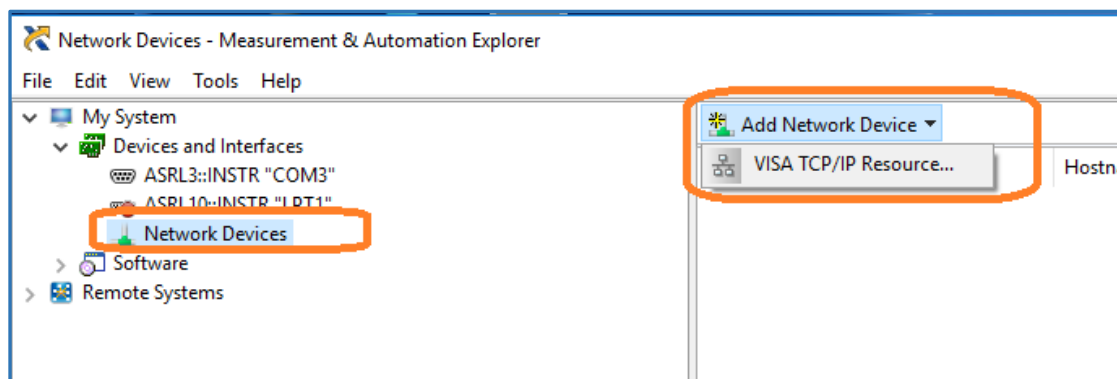 Network Devices - Measurement & Automation Explorer
File Edit View Tools Help
My System
Devices and Interfaces
ASRL3::INSTR "COM3"
ASRL10::INSTR "LPT1"
Network Devices
Software
Remote Systems
Add Network Device
VISA TCP/IP Resource...
Hostn